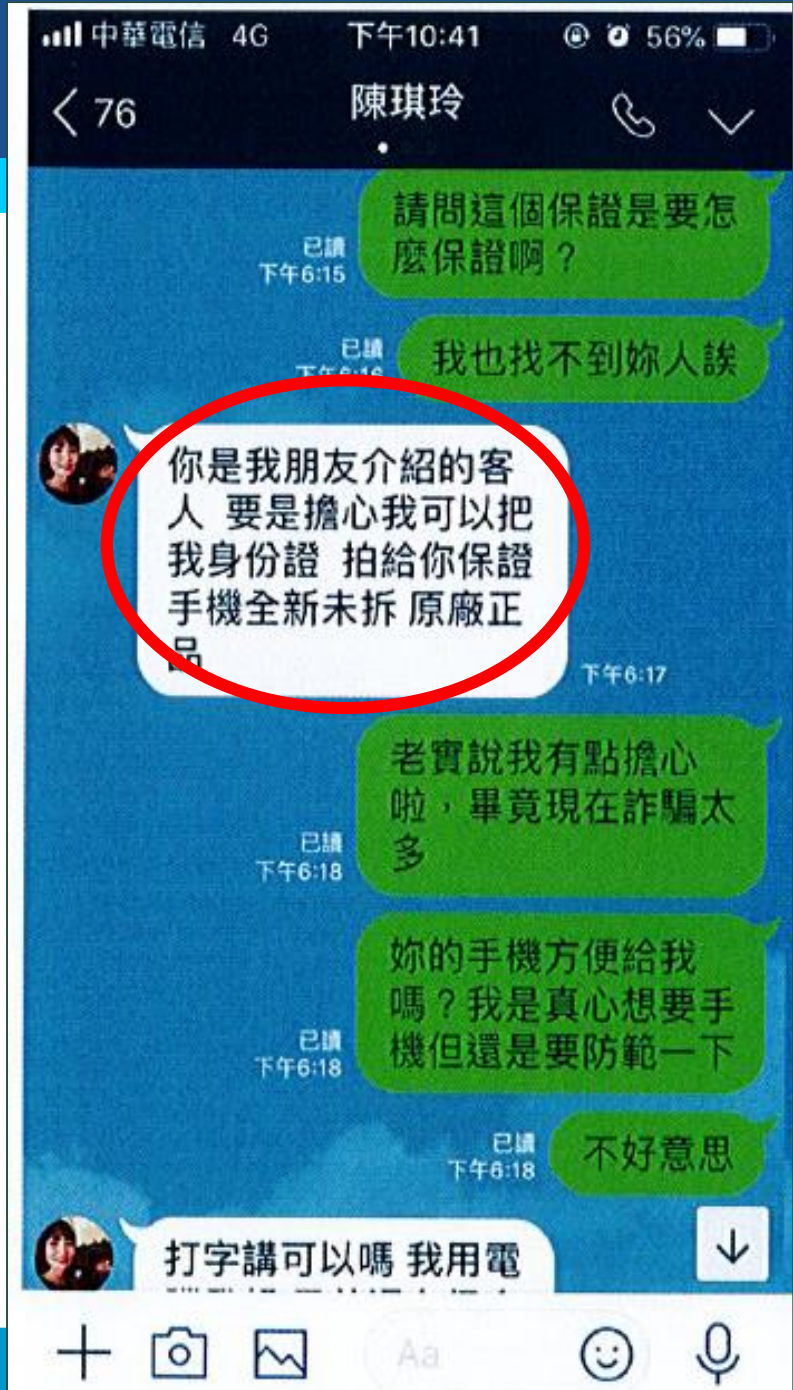 中華電信 4G 下午10:41 56%
76 陳琪玲
請問這個保證是要怎
麼保證啊？
已讀
下午6:15
我也找不到妳人誒
已讀
下午6:16
你是我朋友介紹的客
人 要是擔心我可以把
我身份證 拍給你保證
手機全新未拆 原廠正
品
下午6:17
老實說我有點擔心
啦，畢竟現在詐騙太
多
已讀
下午6:18
妳的手機方便給我
嗎？我是真心想要手
機但還是要防範一下
已讀
下午6:18
不好意思
已讀
下午6:18
打字講可以嗎 我用電
Aa